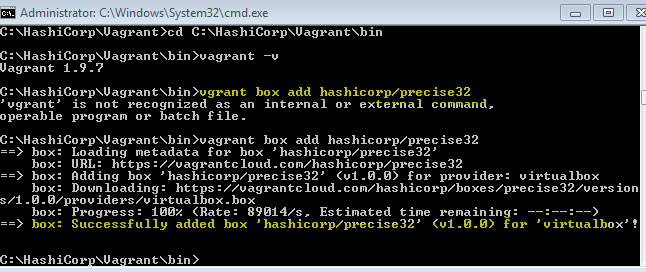 Administrator: C:\Windows\System32\cmd.exe
C:\HashiCorp\Vagrant>cd C:\HashiCorp\Vagrant\bin
C:\HashiCorp\Vagrant\bin>vagrant -v
Vagrant 1.9.7
C:\HashiCorp\Vagrant\bin>vgrant box add hashicorp/precise32
'vgrant' is not recognized as an internal or external command,
operable program or batch file.
C:\HashiCorp\Vagrant\bin>vagrant box add hashicorp/precise32
==> box: Loading metadata for box 'hashicorp/precise32'
    box: URL: https://vagrantcloud.com/hashicorp/precise32
==> box: Adding box 'hashicorp/precise32' (v1.0.0) for provider: virtualbox
    box: Downloading: https://vagrantcloud.com/hashicorp/boxes/precise32/version
s/1.0.0/providers/virtualbox.box
    box: Progress: 100% (Rate: 89014/s, Estimated time remaining: --:--:--)
==> box: Successfully added box 'hashicorp/precise32' (v1.0.0) for 'virtualbox'!
C:\HashiCorp\Vagrant\bin>